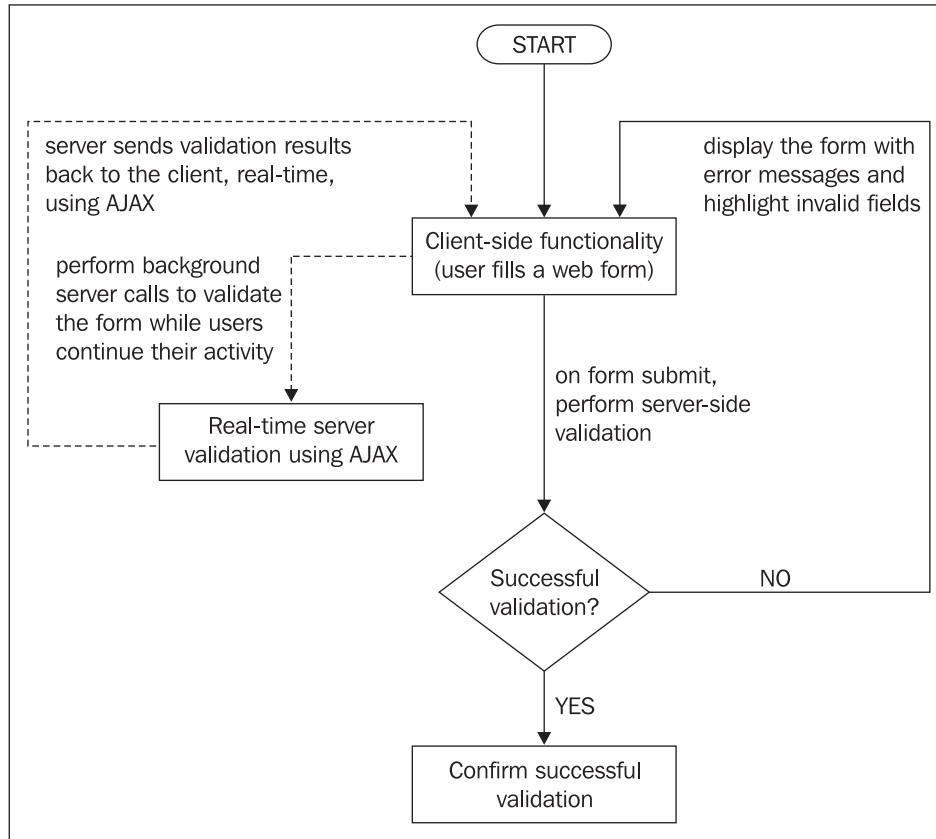 START
server sends validation results
back to the client, real-time,
using AJAX
display the form with
error messages and
highlight invalid fields
Client-side functionality
(user fills a web form)
perform background
server calls to validate
the form while users
continue their activity
on form submit,
perform server-side
validation
Real-time server
validation using AJAX
Successful
validation?
NO
YES
Confirm successful
validation